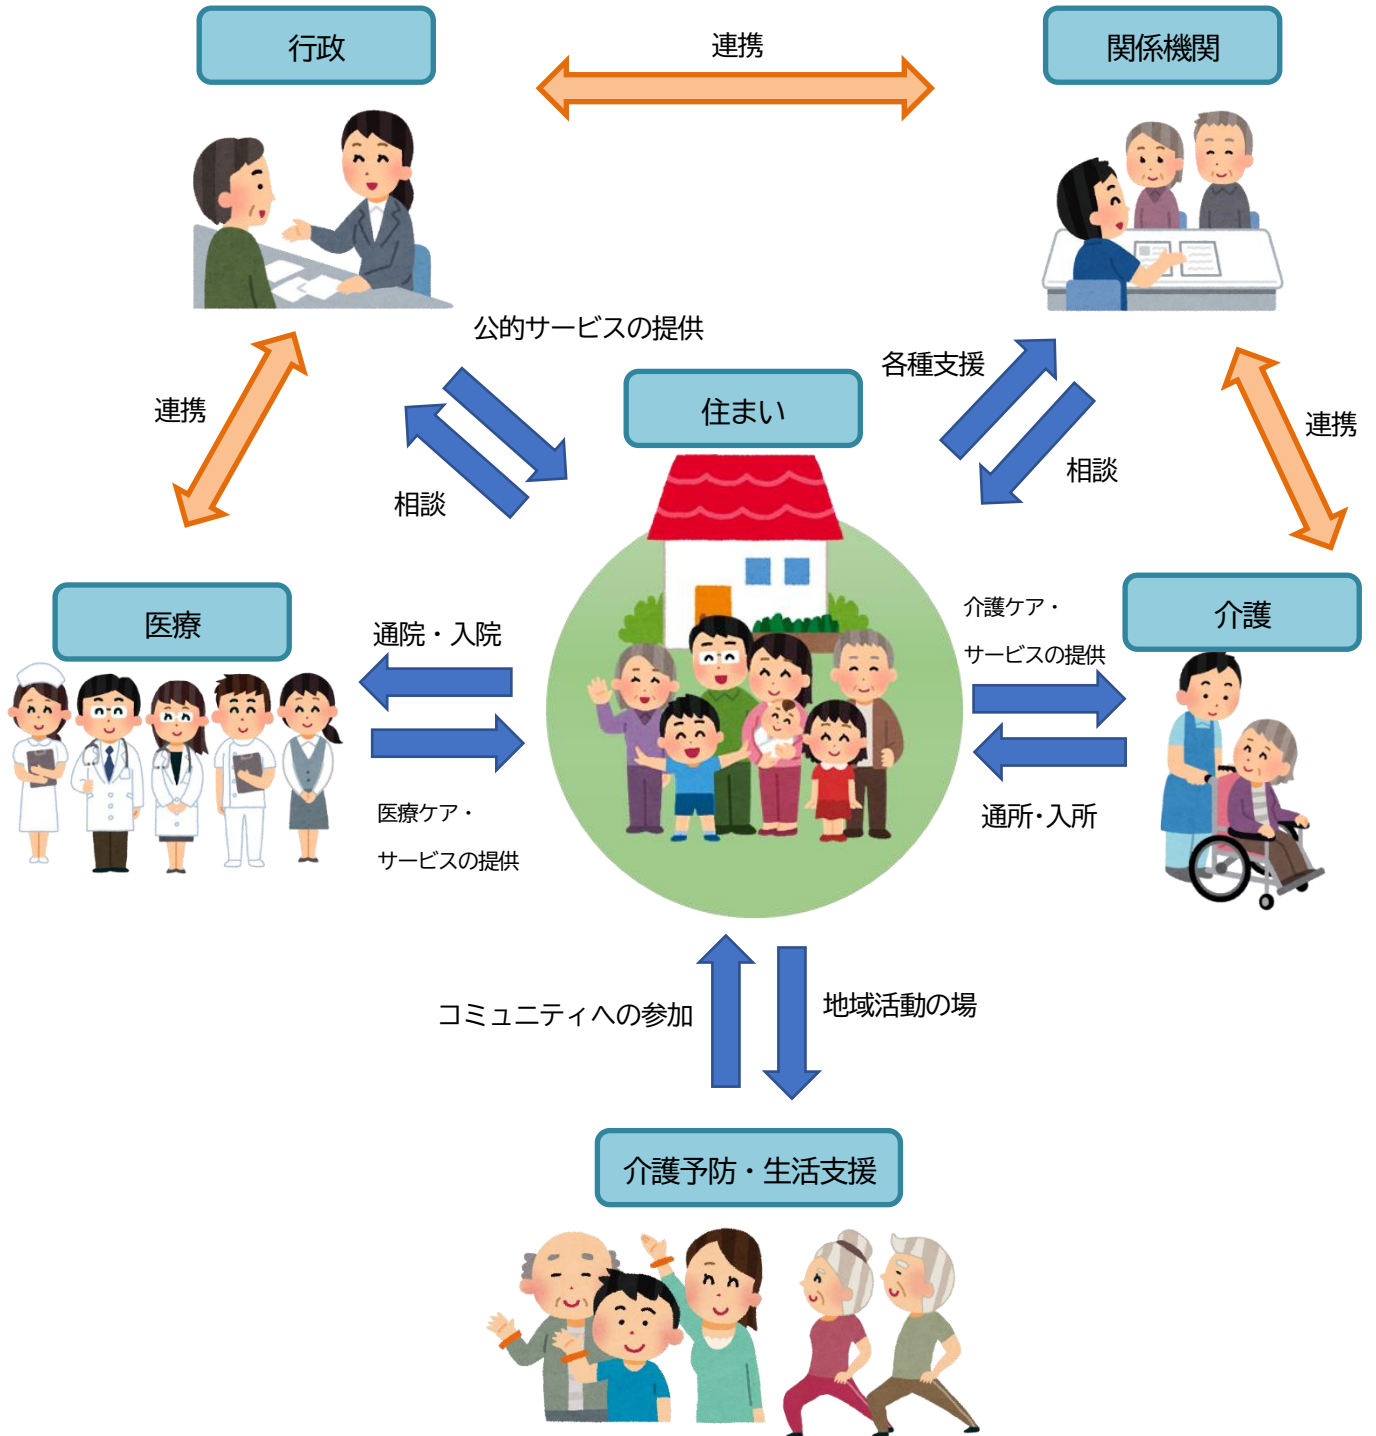 行政
連携
関係機関
公的サービスの提供
各種支援
住まい
連携
連携
相談
相談
医療
通院・入院
介護ケア・
サービスの提供
介護
医療ケア・
サービスの提供
通所・入所
コミュニティへの参加
地域活動の場
介護予防・生活支援